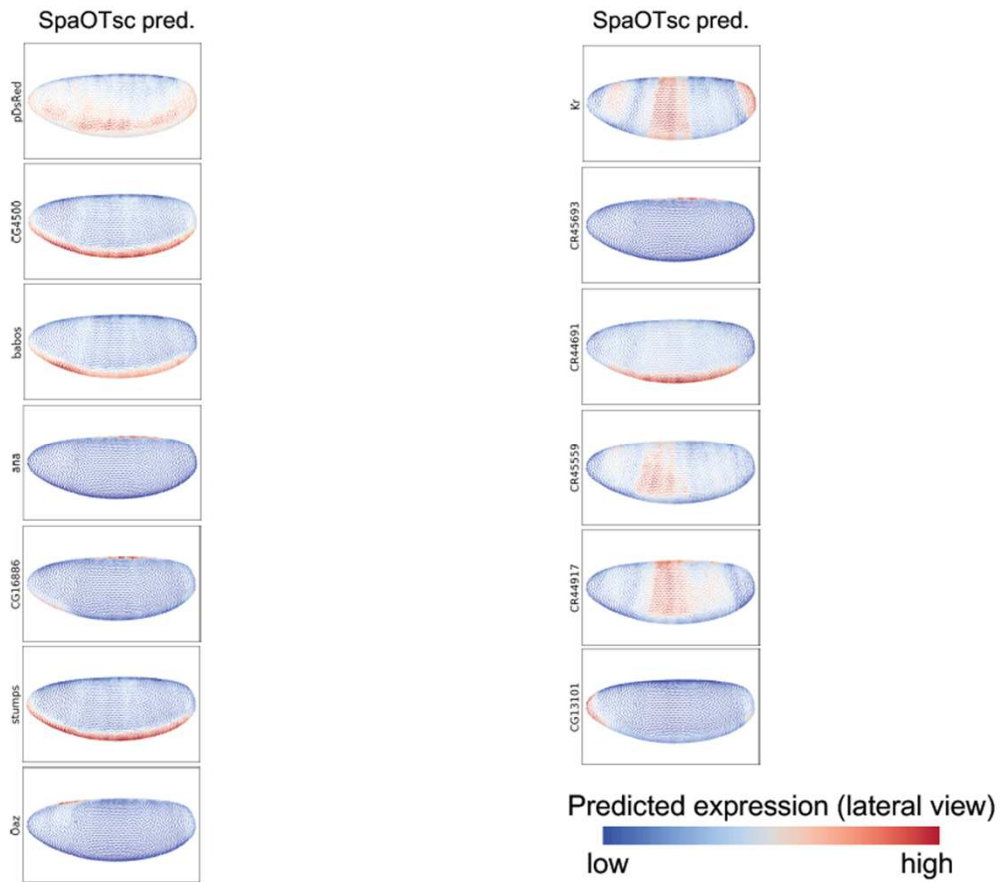 SpaOTsc pred.
pDsRed
CG4500
babos
ana
CG16886
stumps
Oaz
SpaOTsc pred.
Kr
CR45693
CR44691
CR45559
CR44917
CG13101
Predicted expression (lateral view)
low high